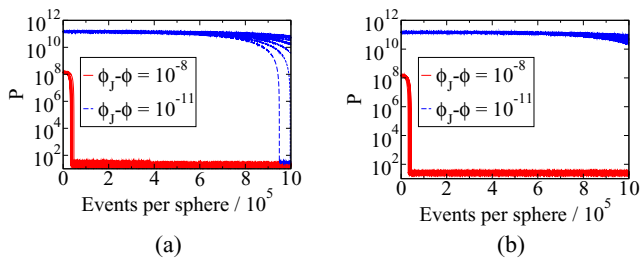 10^12
10^10
10^8
10^6
10^4
10^2
P
ϕ_J-ϕ = 10^-8
ϕ_J-ϕ = 10^-11
0 2 4 6 8 10
Events per sphere / 10^5
(a)
10^12
10^10
10^8
10^6
10^4
10^2
P
ϕ_J-ϕ = 10^-8
ϕ_J-ϕ = 10^-11
0 2 4 6 8 10
Events per sphere / 10^5
(b)